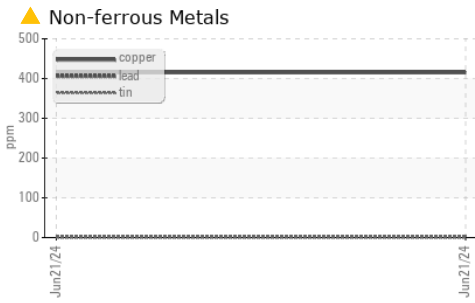 Non-ferrous Metals
500
400
300
200
100
0
ppm
copper
lead
tin
Jun21/24
Jun21/24